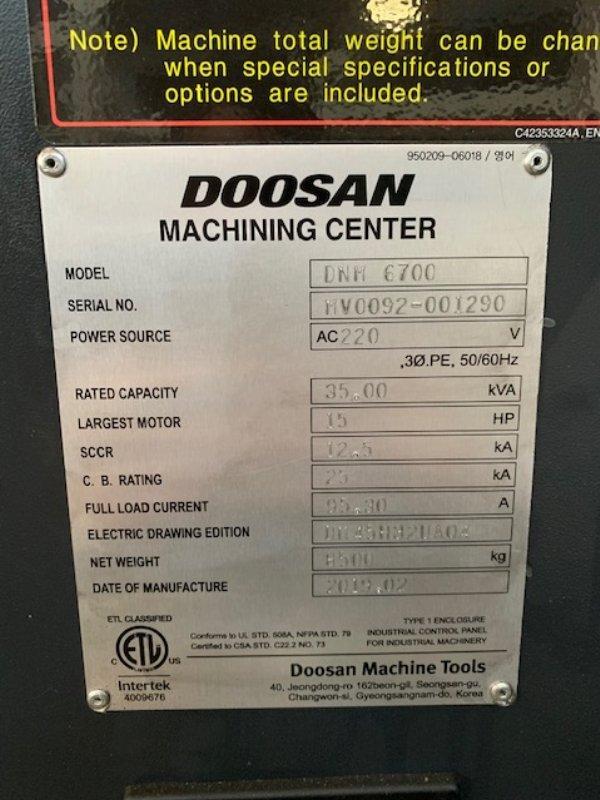 Note) Machine total weight can be chan
when special specifications or
options are included.
C42353324A, EN
950209-06018 / 영어
DOOSAN
MACHINING CENTER
MODEL DNM 6700
SERIAL NO. MV0092-001290
POWER SOURCE AC 220 V
,3Ø.PE, 50/60Hz
RATED CAPACITY 35.00 kVA
LARGEST MOTOR 15 HP
SCCR 12.5 kA
C. B. RATING 25 kA
FULL LOAD CURRENT 95.90 A
ELECTRIC DRAWING EDITION
NET WEIGHT 8500 kg
DATE OF MANUFACTURE 2019.02
ETL CLASSIFIED
C ETL US
Intertek
4009676
Conforms to UL STD. 508A, NFPA STD. 79
Certified to CSA STD. C22.2 NO. 73
TYPE 1 ENCLOSURE
INDUSTRIAL CONTROL PANEL
FOR INDUSTRIAL MACHINERY
Doosan Machine Tools
40, Jeongdong-ro 162beon-gil, Seongsan-gu,
Changwon-si, Gyeongsangnam-do, Korea